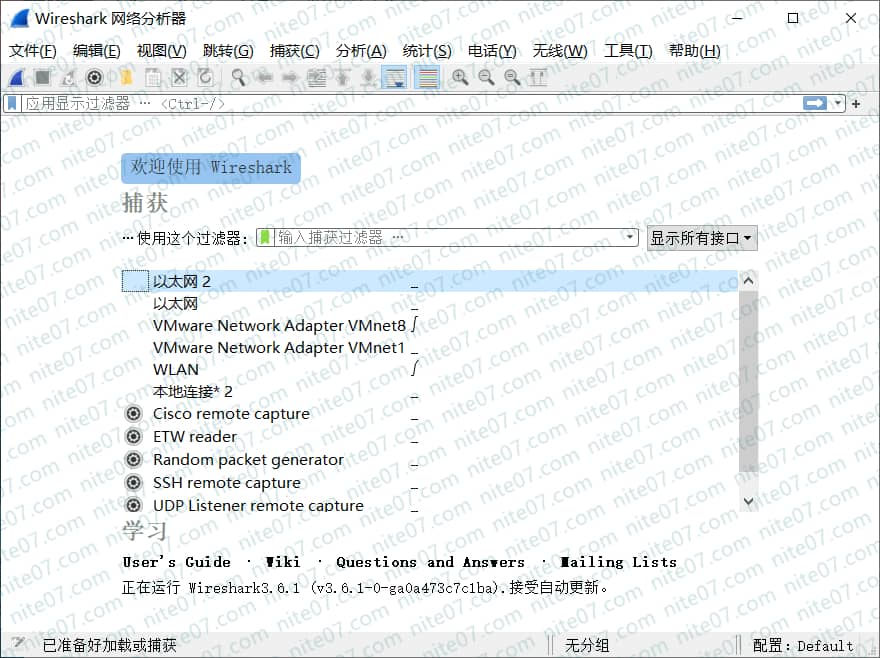 Wireshark 网络分析器
文件(F) 编辑(E) 视图(V) 跳转(G) 捕获(C) 分析(A) 统计(S) 电话(Y) 无线(W) 工具(T) 帮助(H)
应用显示过滤器 … <Ctrl-/>
欢迎使用 Wireshark
捕获
…使用这个过滤器: 输入捕获过滤器 … 显示所有接口
以太网 2
以太网
VMware Network Adapter VMnet8
VMware Network Adapter VMnet1
WLAN
本地连接* 2
Cisco remote capture
ETW reader
Random packet generator
SSH remote capture
UDP Listener remote capture
学习
User's Guide · Wiki · Questions and Answers · Mailing Lists
正在运行 Wireshark3.6.1 (v3.6.1-0-ga0a473c7c1ba).接受自动更新。
已准备好加载或捕获 无分组 配置：Default
nite07.com